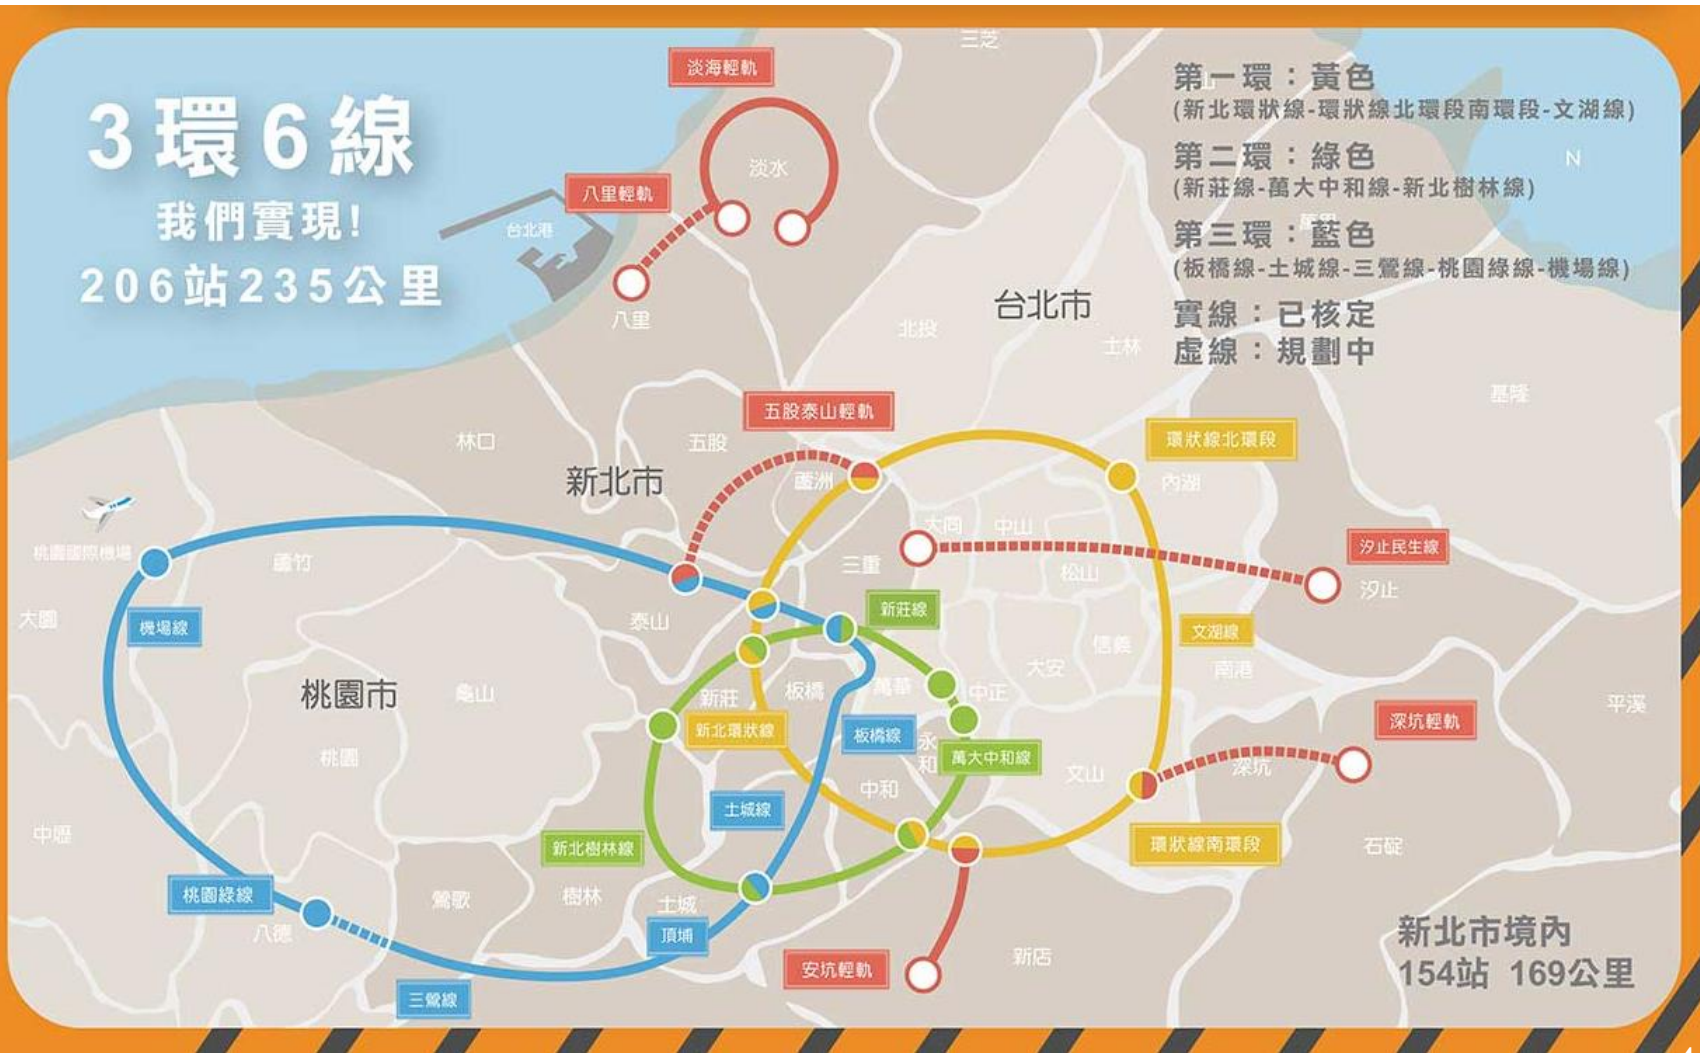 3環6線
我們實現!
206站235公里
第一環：黃色
(新北環狀線-環狀線北環段南環段-文湖線)
第二環：綠色
(新莊線-萬大中和線-新北樹林線)
第三環：藍色
(板橋線-土城線-三鶯線-桃園綠線-機場線)
實線：已核定
虛線：規劃中
N
三芝
淡海輕軌
淡水
八里輕軌
台北港
八里
台北市
北投
士林
萬里
基隆
五股泰山輕軌
林口
五股
蘆洲
新北市
環狀線北環段
內湖
大同
中山
汐止民生線
汐止
松山
三重
桃園國際機場
蘆竹
大園
機場線
泰山
新莊線
文湖線
信義
大安
南港
桃園市
龜山
新莊
板橋
萬華
中正
平溪
新北環狀線
板橋線
永和
萬大中和線
深坑輕軌
桃園
文山
深坑
中和
土城線
中壢
新北樹林線
環狀線南環段
石碇
桃園綠線
八德
鶯歌
樹林
土城
頂埔
安坑輕軌
新店
三鶯線
新北市境內
154站 169公里